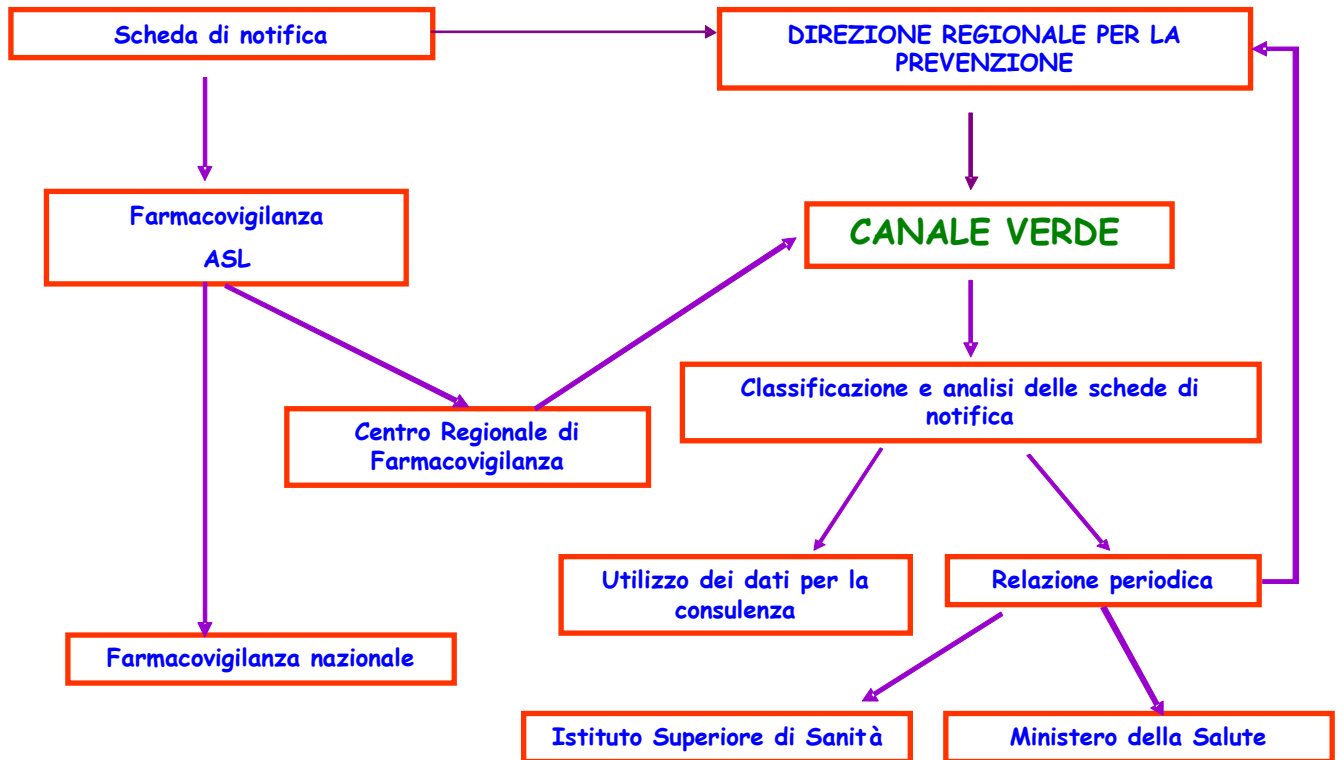 Scheda di notifica
DIREZIONE REGIONALE PER LA
PREVENZIONE
Farmacovigilanza
ASL
CANALE VERDE
Classificazione e analisi delle schede di
notifica
Centro Regionale di
Farmacovigilanza
Utilizzo dei dati per la
consulenza
Relazione periodica
Farmacovigilanza nazionale
Istituto Superiore di Sanità
Ministero della Salute